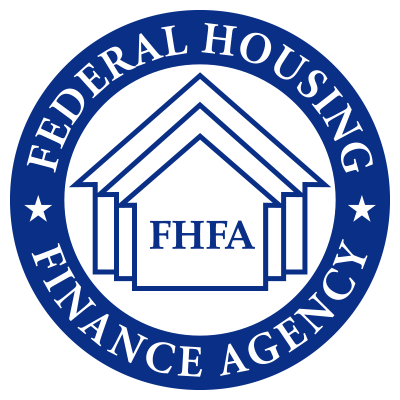 FEDERAL HOUSING
FHFA
FINANCE AGENCY